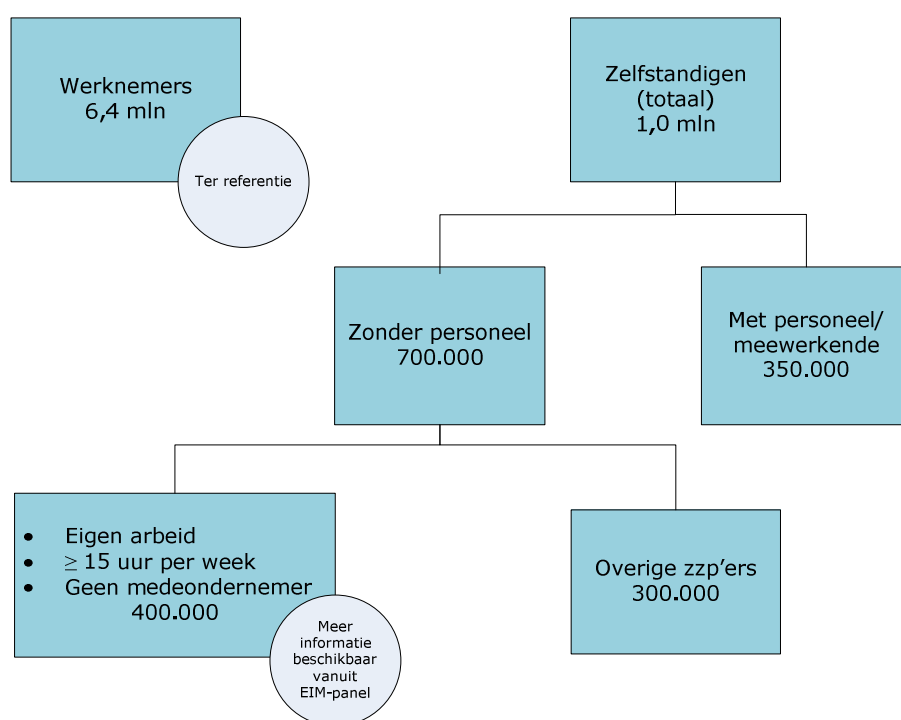 Werknemers
6,4 mln
Ter referentie
Zelfstandigen
(totaal)
1,0 mln
Zonder personeel
700.000
Met personeel/
meewerkende
350.000
• Eigen arbeid
• ≥ 15 uur per week
• Geen medeondernemer
400.000
Meer
informatie
beschikbaar
vanuit
EIM-panel
Overige zzp'ers
300.000